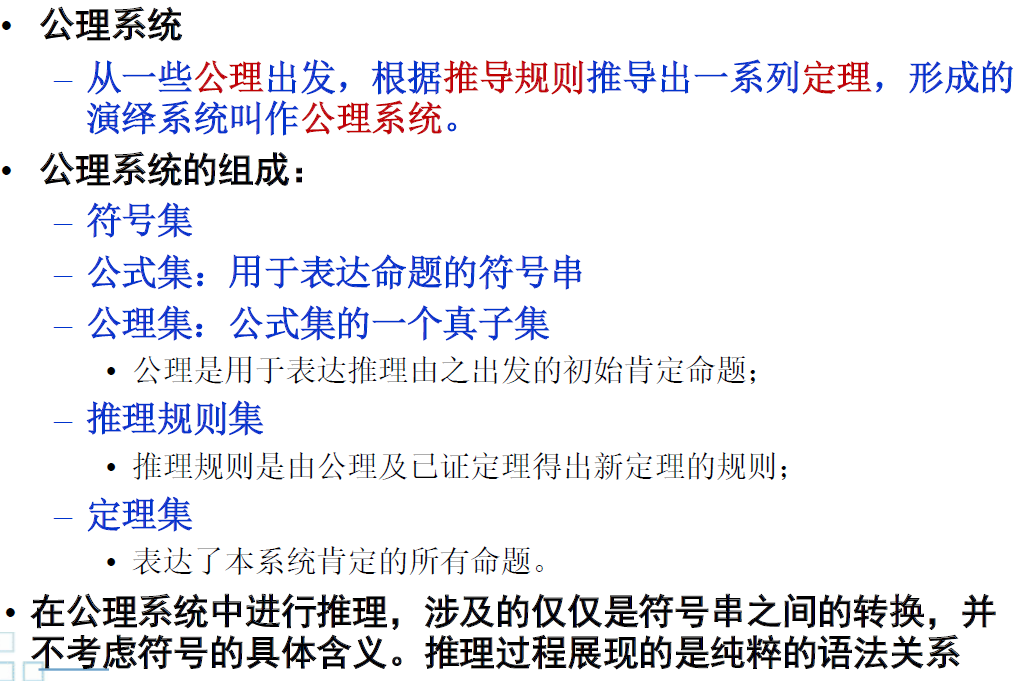 • 公理系统
– 从一些公理出发，根据推导规则推导出一系列定理，形成的
演绎系统叫作公理系统。
• 公理系统的组成：
– 符号集
– 公式集：用于表达命题的符号串
– 公理集：公式集的一个真子集
• 公理是用于表达推理由之出发的初始肯定命题；
– 推理规则集
• 推理规则是由公理及已证定理得出新定理的规则；
– 定理集
• 表达了本系统肯定的所有命题。
• 在公理系统中进行推理，涉及的仅仅是符号串之间的转换，并
不考虑符号的具体含义。推理过程展现的是纯粹的语法关系